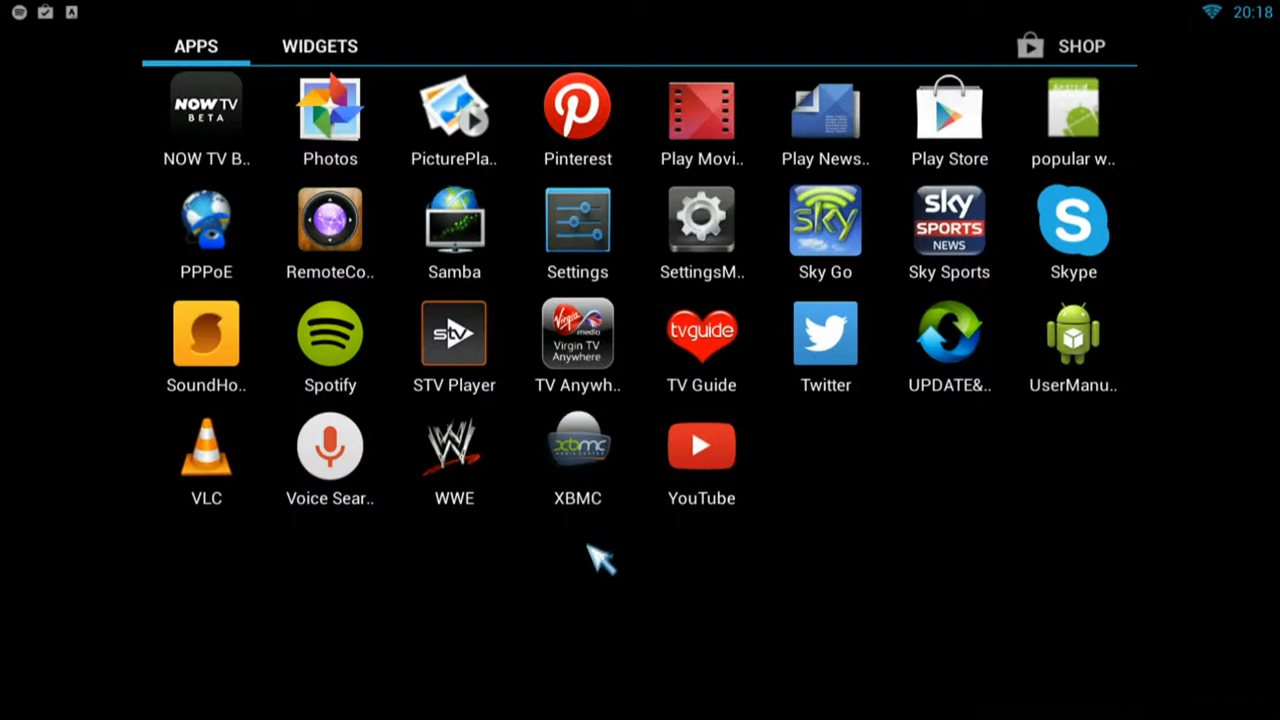 20:18
APPS WIDGETS SHOP
NOW TV
BETA
NOW TV B.. Photos PicturePla.. Pinterest Play Movi.. Play News.. Play Store popular w..
Android
sky
sky
SPORTS
NEWS
S
PPPoE RemoteCo.. Samba Settings SettingsM.. Sky Go Sky Sports Skype
stv
Virgin
media
Virgin TV
Anywhere
tvguide
SoundHo.. Spotify STV Player TV Anywh.. TV Guide Twitter UPDATE&.. UserManu..
W
xbmc
MEDIA CENTER
VLC Voice Sear.. WWE XBMC YouTube